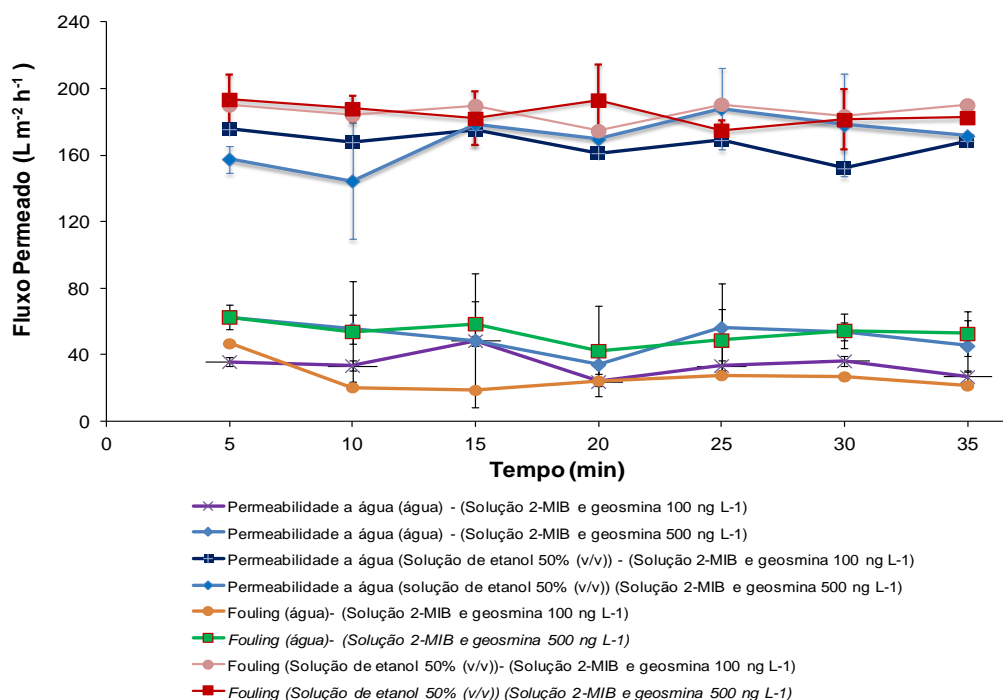 Fluxo Permeado (L m-2 h-1 )
240
200
160
120
80
40
0
0 5 10 15 20 25 30 35
Tempo (min)
Permeabilidade a água (água) - (Solução 2-MIB e geosmina 100 ng L-1)
Permeabilidade a água (água) - (Solução 2-MIB e geosmina 500 ng L-1)
Permeabilidade a água (Solução de etanol 50% (v/v)) - (Solução 2-MIB e geosmina 100 ng L-1)
Permeabilidade a água (solução de etanol 50% (v/v)) (Solução 2-MIB e geosmina 500 ng L-1)
Fouling (água)- (Solução 2-MIB e geosmina 100 ng L-1)
Fouling (água)- (Solução 2-MIB e geosmina 500 ng L-1)
Fouling (Solução de etanol 50% (v/v))- (Solução 2-MIB e geosmina 100 ng L-1)
Fouling (Solução de etanol 50% (v/v)) (Solução 2-MIB e geosmina 500 ng L-1)